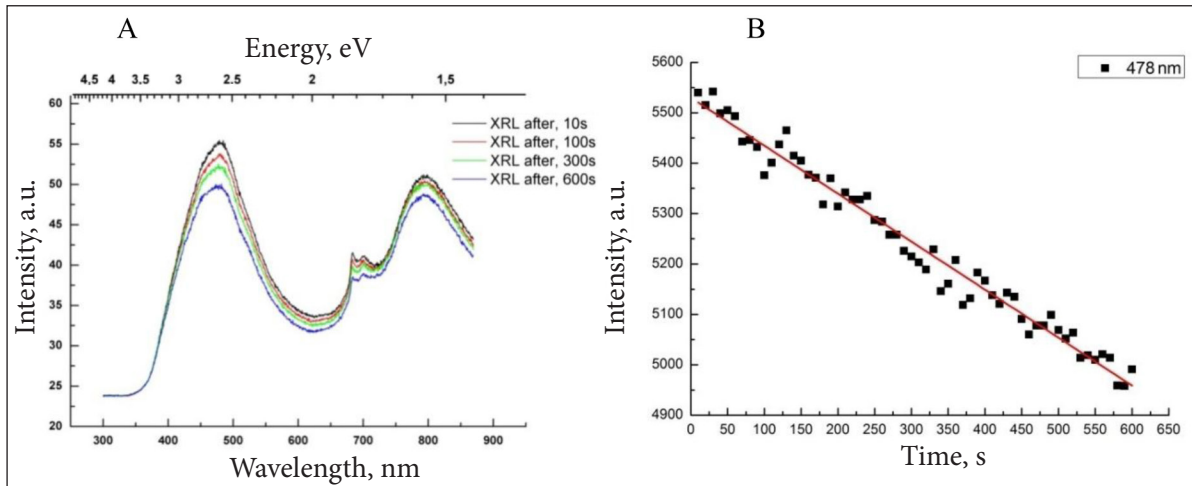 A
Energy, eV
4,5 4 3.5 3 2.5 2 1,5
60
55
50
45
40
35
30
25
20
Intensity, a.u.
XRL after, 10s
XRL after, 100s
XRL after, 300s
XRL after, 600s
300 400 500 600 700 800 900
Wavelength, nm
B
478 nm
5600
5500
5400
5300
5200
5100
5000
4900
Intensity, a.u.
0 50 100 150 200 250 300 350 400 450 500 550 600 650
Time, s